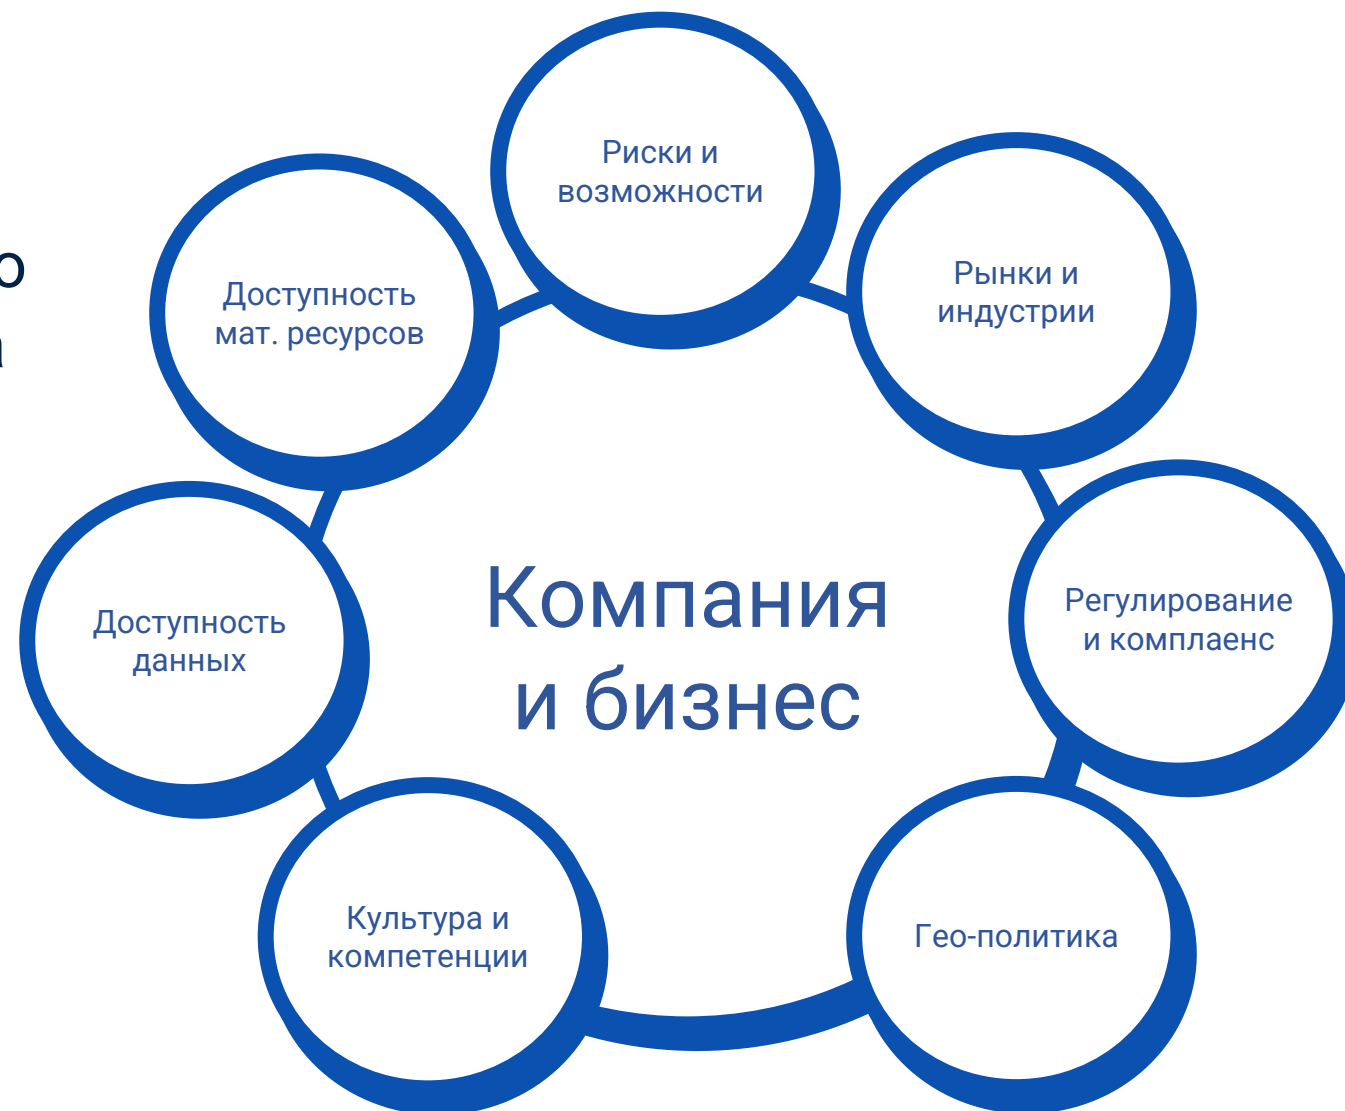 Риски и
возможности
Рынки и
индустрии
Доступность
мат. ресурсов
Регулирование
и комплаенс
Компания
и бизнес
Доступность
данных
Гео-политика
Культура и
компетенции